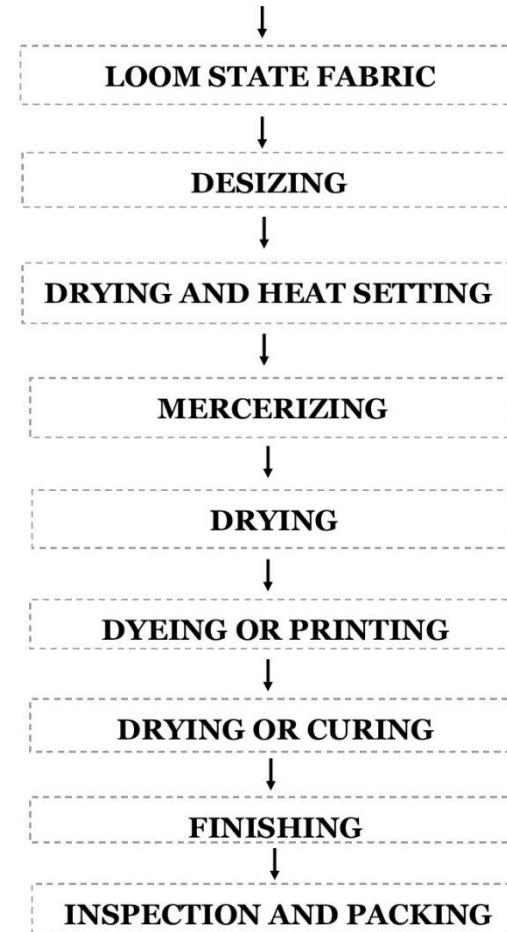 LOOM STATE FABRIC
DESIZING
DRYING AND HEAT SETTING
MERCERIZING
DRYING
DYEING OR PRINTING
DRYING OR CURING
FINISHING
INSPECTION AND PACKING